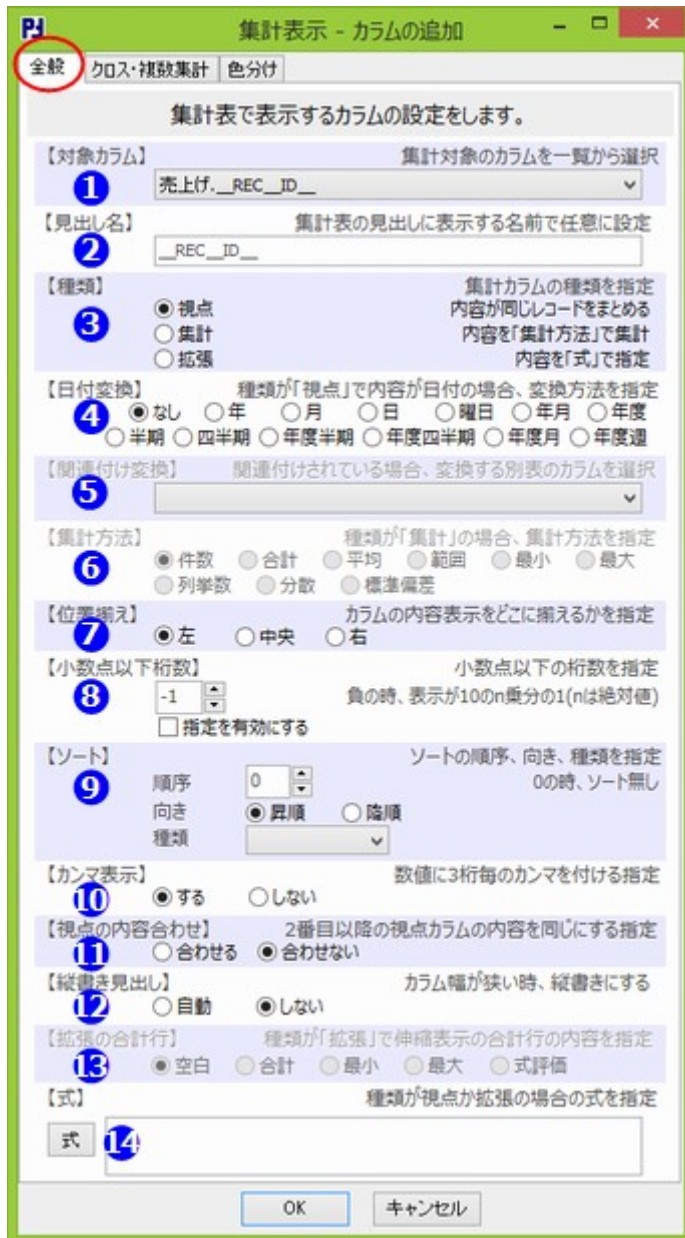 PJ 集計表示 - カラムの追加
全般 クロス・複数集計 色分け
集計表で表示するカラムの設定をします。
【対象カラム】 集計対象のカラムを一覧から選択
1 売上げ.__REC__ID__
【見出し名】 集計表の見出しに表示する名前で任意に設定
2 __REC__ID__
【種類】 集計カラムの種類を指定
3 視点 内容が同じレコードをまとめる
集計 内容を「集計方法」で集計
拡張 内容を「式」で指定
【日付変換】 種類が「視点」で内容が日付の場合、変換方法を指定
4 なし 年 月 日 曜日 年月 年度
半期 四半期 年度半期 年度四半期 年度月 年度週
【関連付け変換】 関連付けされている場合、変換する別表のカラムを選択
5
【集計方法】 種類が「集計」の場合、集計方法を指定
6 件数 合計 平均 範囲 最小 最大
列挙数 分散 標準偏差
【位置揃え】 カラムの内容表示をどこに揃えるかを指定
7 左 中央 右
【小数点以下桁数】 小数点以下の桁数を指定
8 -1 負の時、表示が10のn乗分の1(nは絶対値)
指定を有効にする
【ソート】 ソートの順序、向き、種類を指定
9 順序 0 0の時、ソート無し
向き 昇順 降順
種類
【カンマ表示】 数値に3桁毎のカンマを付ける指定
10 する しない
【視点の内容合わせ】 2番目以降の視点カラムの内容を同じにする指定
11 合わせる 合わせない
【縦書き見出し】 カラム幅が狭い時、縦書きにする
12 自動 しない
【拡張の合計行】 種類が「拡張」で伸縮表示の合計行の内容を指定
13 空白 合計 最小 最大 式評価
【式】 種類が視点か拡張の場合の式を指定
式 14
OK キャンセル